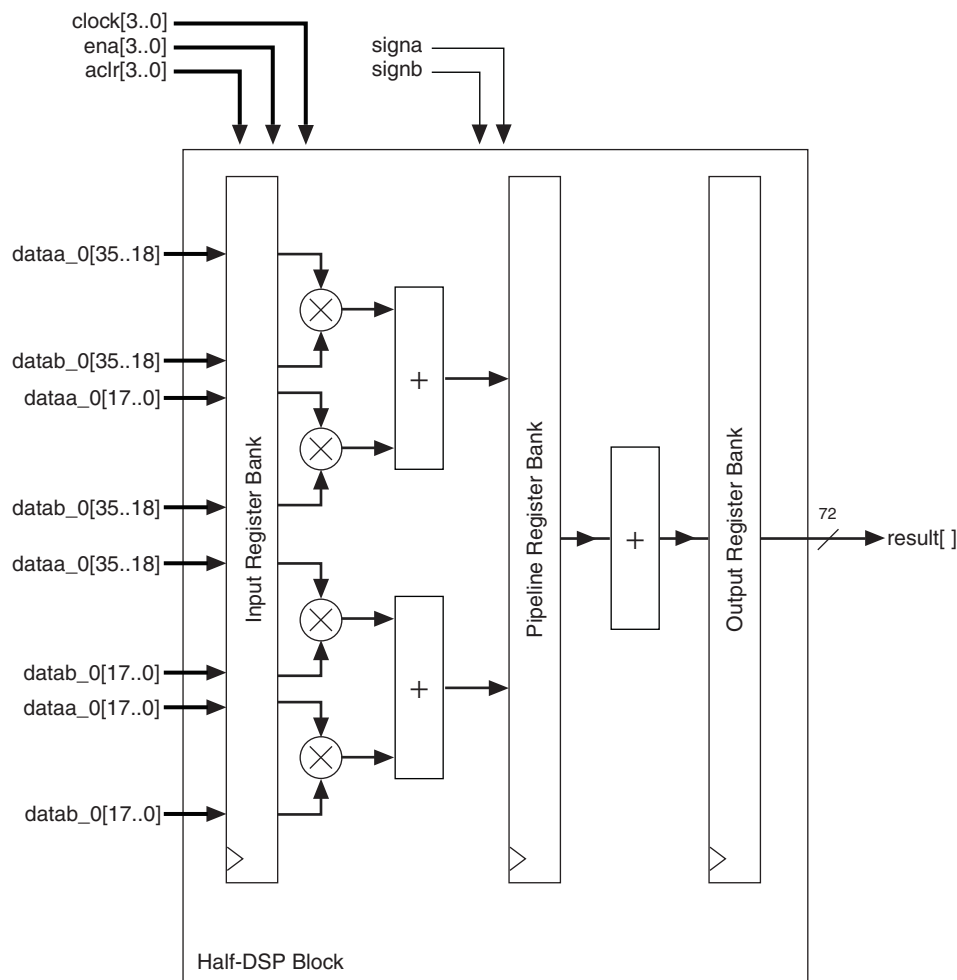 clock[3..0]
ena[3..0]
aclr[3..0]
signa
signb
dataa_0[35..18]
datab_0[35..18]
dataa_0[17..0]
datab_0[35..18]
dataa_0[35..18]
datab_0[17..0]
dataa_0[17..0]
datab_0[17..0]
Input Register Bank
+
+
Pipeline Register Bank
+
Output Register Bank
72
result[ ]
Half-DSP Block